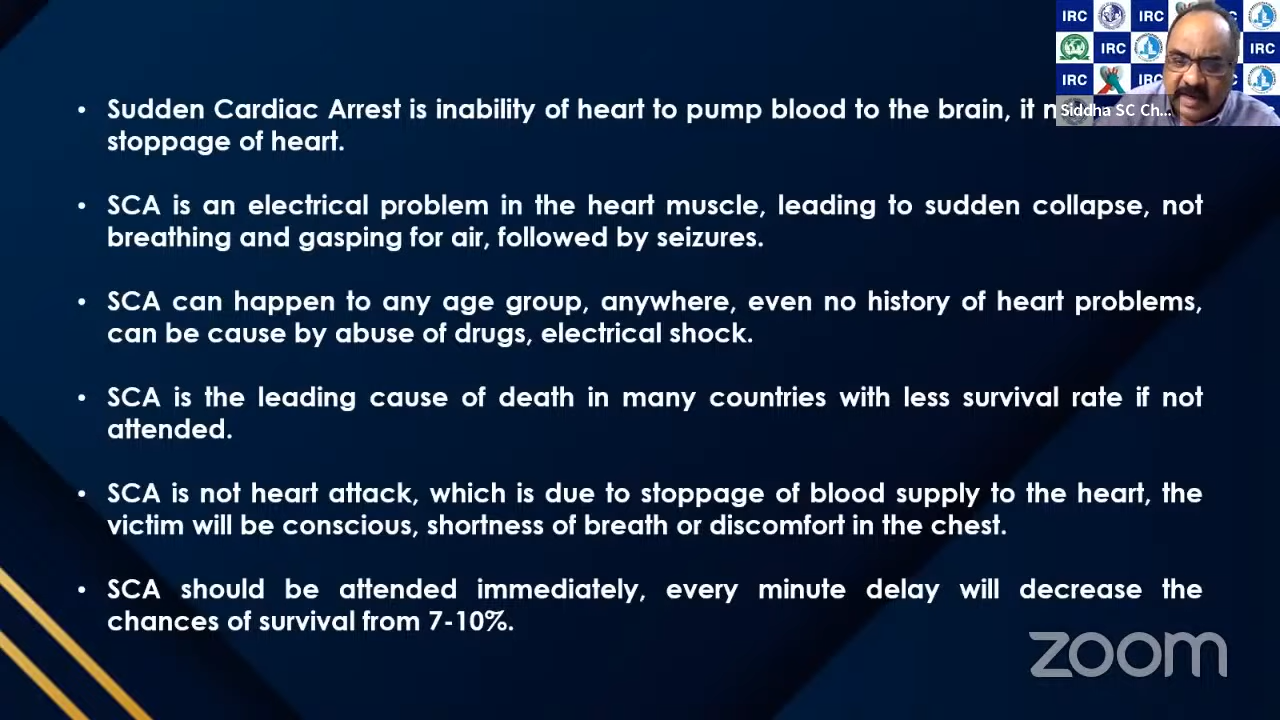 • Sudden Cardiac Arrest is inability of heart to pump blood to the brain, it
stoppage of heart.
• SCA is an electrical problem in the heart muscle, leading to sudden collapse, not
breathing and gasping for air, followed by seizures.
• SCA can happen to any age group, anywhere, even no history of heart problems,
can be cause by abuse of drugs, electrical shock.
• SCA is the leading cause of death in many countries with less survival rate if not
attended.
• SCA is not heart attack, which is due to stoppage of blood supply to the heart, the
victim will be conscious, shortness of breath or discomfort in the chest.
• SCA should be attended immediately, every minute delay will decrease the
chances of survival from 7-10%.
IRC IRC
IRC IRC
IRC IRC
Siddha SC Ch...
zoom